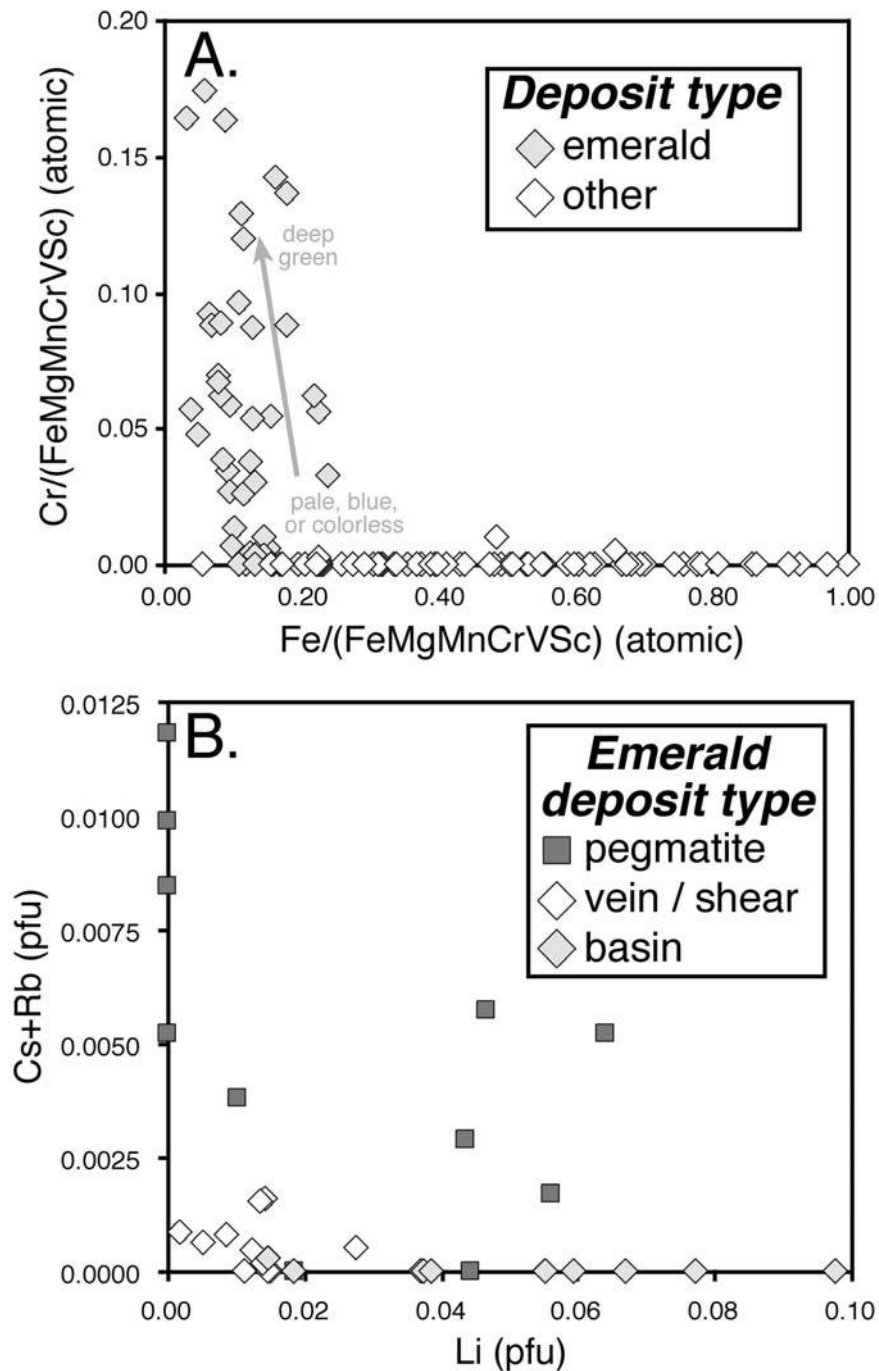 A.
Deposit type
emerald
other
deep
green
pale, blue,
or colorless
0.20
0.15
0.10
0.05
0.00
Cr/(FeMgMnCrVSc) (atomic)
0.00 0.20 0.40 0.60 0.80 1.00
Fe/(FeMgMnCrVSc) (atomic)
B.
Emerald
deposit type
pegmatite
vein / shear
basin
0.0125
0.0100
0.0075
0.0050
0.0025
0.0000
Cs+Rb (pfu)
0.00 0.02 0.04 0.06 0.08 0.10
Li (pfu)